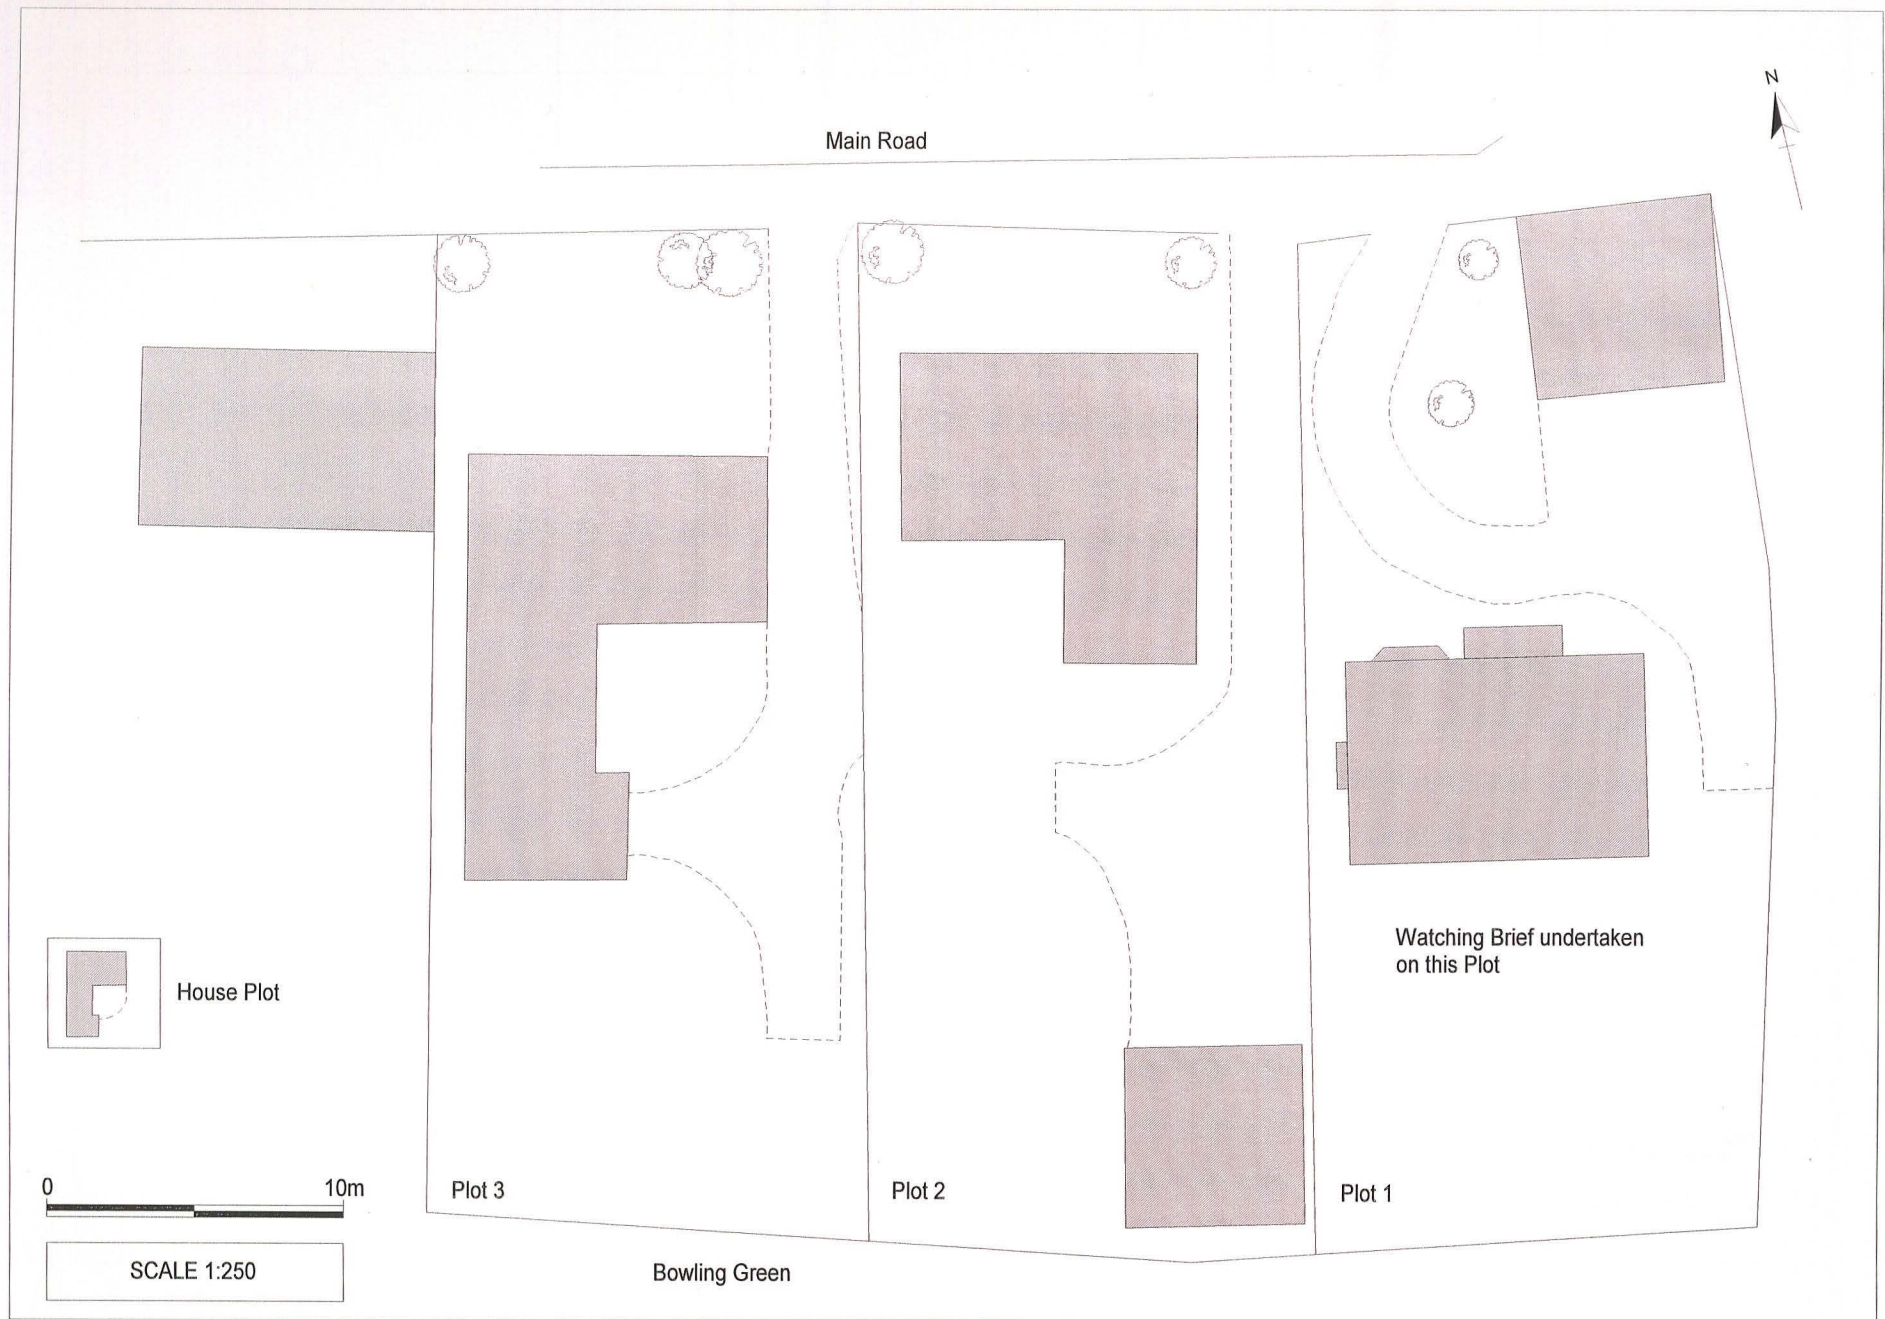 N
Main Road
Watching Brief undertaken
on this Plot
House Plot
0 10m
Plot 3
Plot 2
Plot 1
SCALE 1:250
Bowling Green